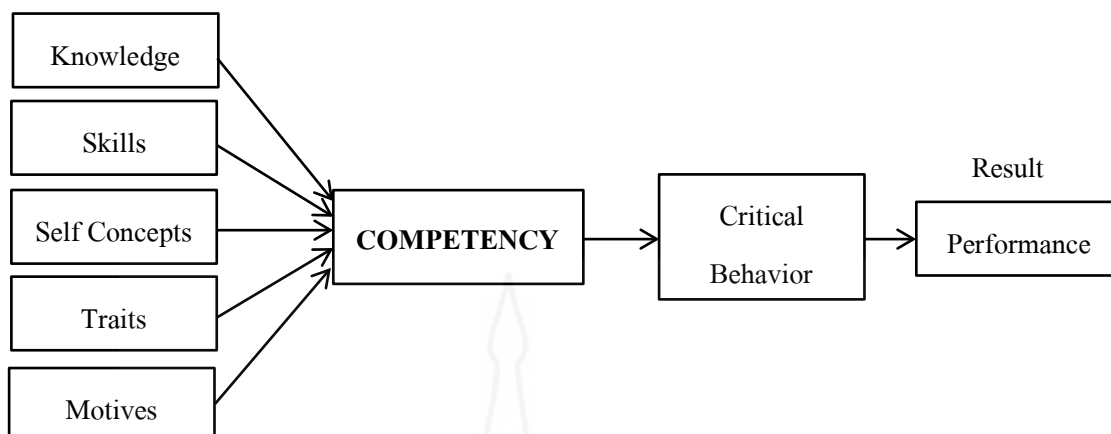 Knowledge
Skills
Self Concepts
Traits
Motives
COMPETENCY
Critical
Behavior
Result
Performance